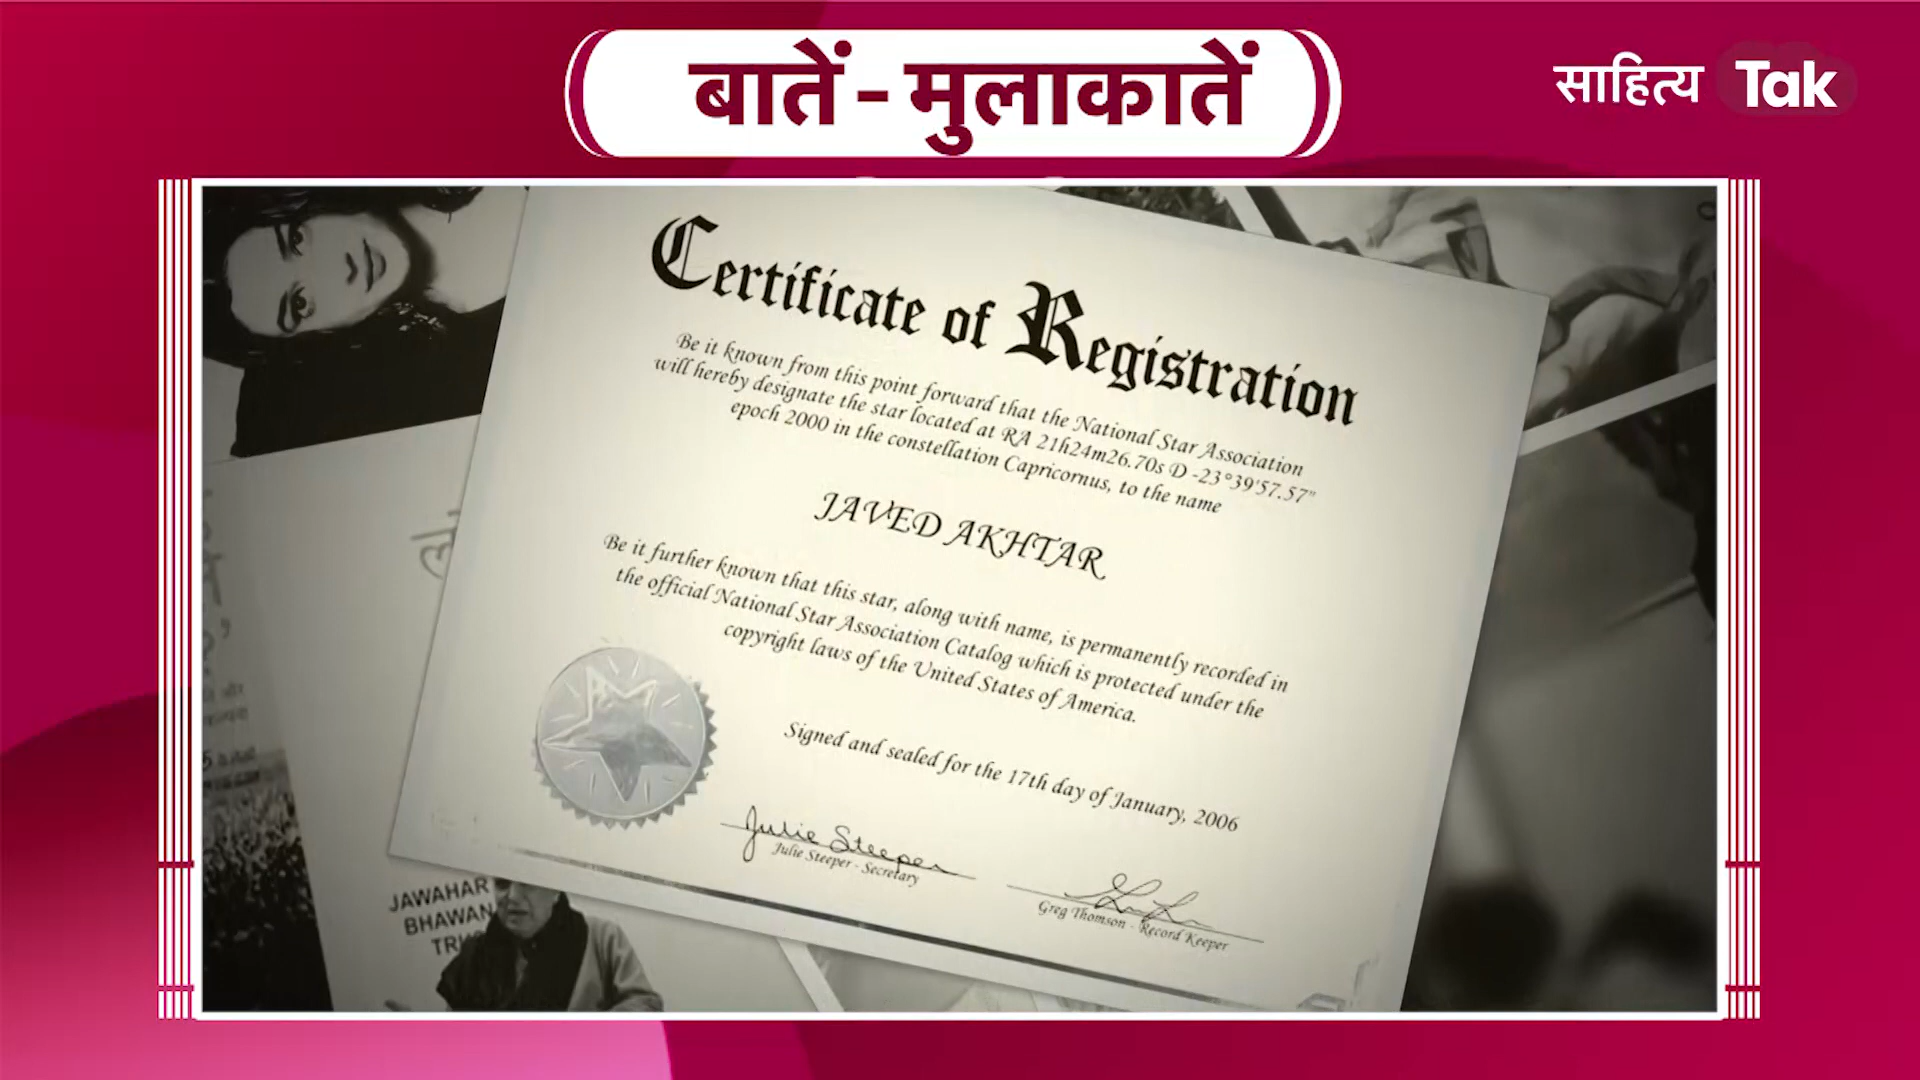 बातें - मुलाकातें
साहित्य Tak
Certificate of Registration
Be it known from this point forward that the National Star Association
will hereby designate the star located at RA 21h24m26.70s D -23°39'57.57"
epoch 2000 in the constellation Capricornus, to the name
JAVED AKHTAR
Be it further known that this star, along with name, is permanently recorded in
the official National Star Association Catalog which is protected under the
copyright laws of the United States of America.
Signed and sealed for the 17th day of January, 2006
Julie Steeper
Julie Steeper - Secretary
Greg Thomson - Record Keeper
JAWAHAR
BHAWAN